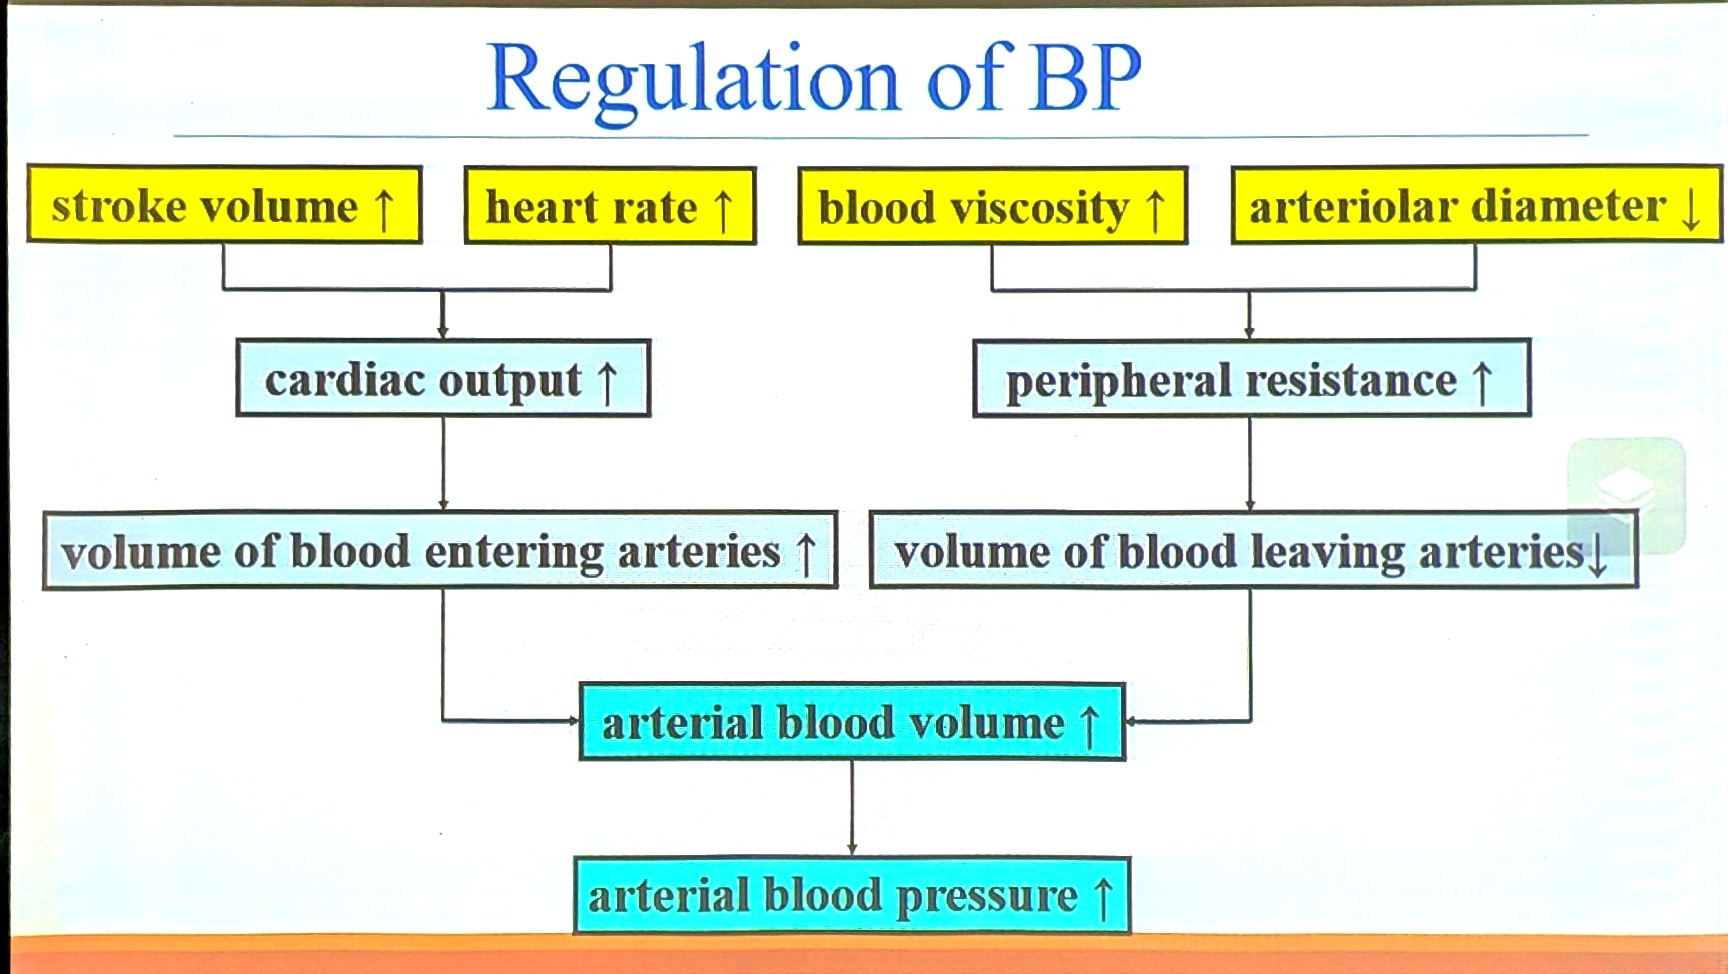 Regulation of BP
stroke volume ↑
heart rate ↑
blood viscosity ↑
arteriolar diameter ↓
cardiac output ↑
peripheral resistance ↑
volume of blood entering arteries ↑
volume of blood leaving arteries↓
arterial blood volume ↑
arterial blood pressure ↑